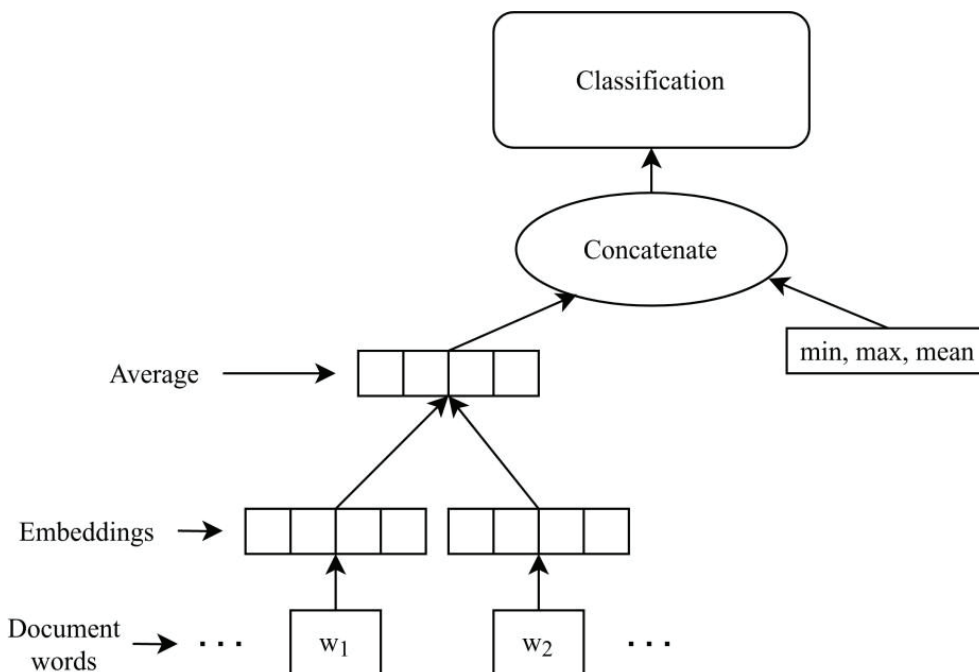 Classification
Concatenate
min, max, mean
Average
Embeddings
Document
words
. . .
w₁
w₂
. . .